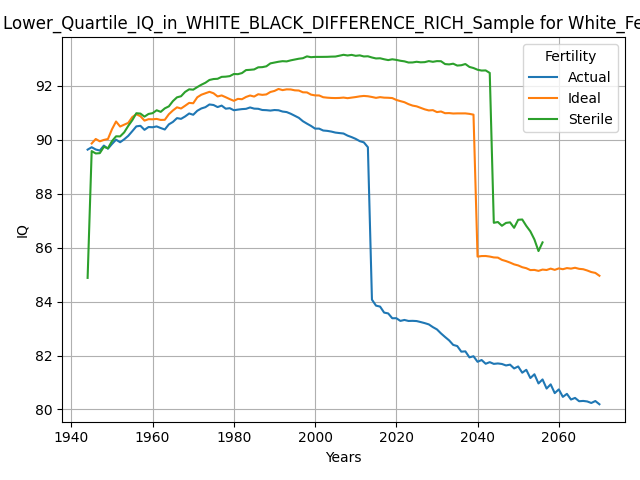 Lower_Quartile_IQ_in_WHITE_BLACK_DIFFERENCE_RICH_Sample for White_Fe
Fertility
Actual
Ideal
Sterile
IQ
92
90
88
86
84
82
80
1940 1960 1980 2000 2020 2040 2060
Years